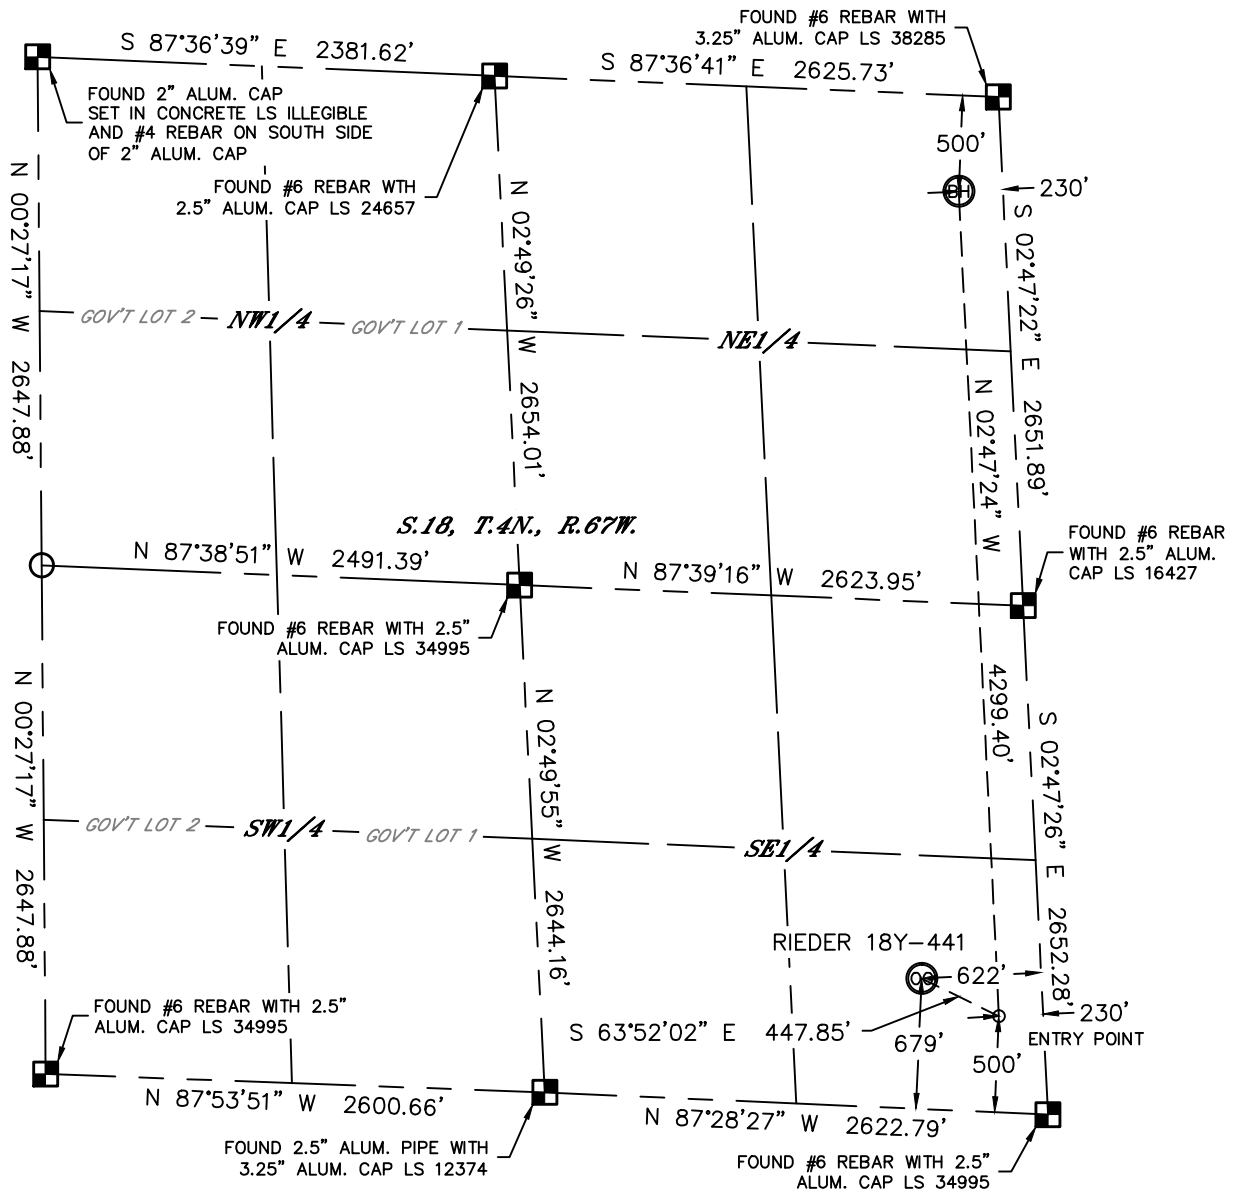 S 87°36'39" E 2381.62'
FOUND #6 REBAR WITH
3.25" ALUM. CAP LS 38285
S 87°36'41" E 2625.73'
FOUND 2" ALUM. CAP
SET IN CONCRETE LS ILLEGIBLE
AND #4 REBAR ON SOUTH SIDE
OF 2" ALUM. CAP
500'
FOUND #6 REBAR WTH
2.5" ALUM. CAP LS 24657
BH
230'
N 00°27'17" W 2647.88'
N 02°49'26" W 2654.01'
S 02°47'22" E 2651.89'
GOV'T LOT 2
NW1/4
GOV'T LOT 1
NE1/4
N 02°47'24" W 4299.40'
S.18, T.4N., R.67W.
N 87°38'51" W 2491.39'
N 87°39'16" W 2623.95'
FOUND #6 REBAR
WITH 2.5" ALUM.
CAP LS 16427
FOUND #6 REBAR WITH 2.5"
ALUM. CAP LS 34995
N 00°27'17" W 2647.88'
N 02°49'55" W 2644.16'
S 02°47'26" E 2652.28'
GOV'T LOT 2
SW1/4
GOV'T LOT 1
SE1/4
RIEDER 18Y-441
OG
622'
FOUND #6 REBAR WITH 2.5"
ALUM. CAP LS 34995
S 63°52'02" E 447.85'
679'
230'
ENTRY POINT
500'
N 87°53'51" W 2600.66'
N 87°28'27" W 2622.79'
FOUND 2.5" ALUM. PIPE WITH
3.25" ALUM. CAP LS 12374
FOUND #6 REBAR WITH 2.5"
ALUM. CAP LS 34995